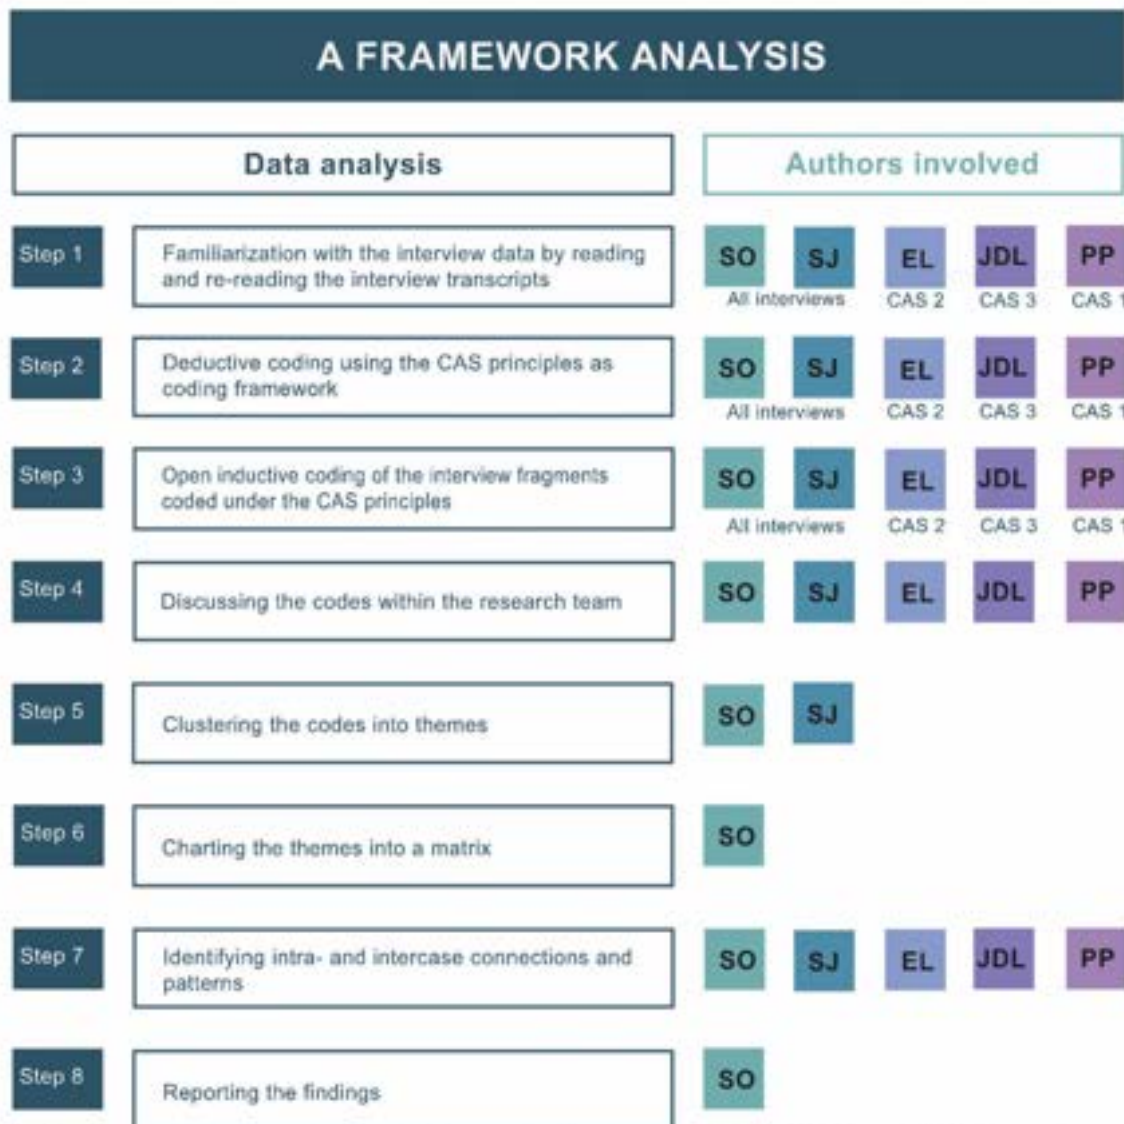 A FRAMEWORK ANALYSIS
Data analysis
Authors involved
Step 1
Familiarization with the interview data by reading
and re-reading the interview transcripts
SO SJ EL JDL PP
All interviews CAS 2 CAS 3 CAS 1
Step 2
Deductive coding using the CAS principles as
coding framework
SO SJ EL JDL PP
All interviews CAS 2 CAS 3 CAS 1
Step 3
Open inductive coding of the interview fragments
coded under the CAS principles
SO SJ EL JDL PP
All interviews CAS 2 CAS 3 CAS 1
Step 4
Discussing the codes within the research team
SO SJ EL JDL PP
Step 5
Clustering the codes into themes
SO SJ
Step 6
Charting the themes into a matrix
SO
Step 7
Identifying intra- and intercase connections and
patterns
SO SJ EL JDL PP
Step 8
Reporting the findings
SO